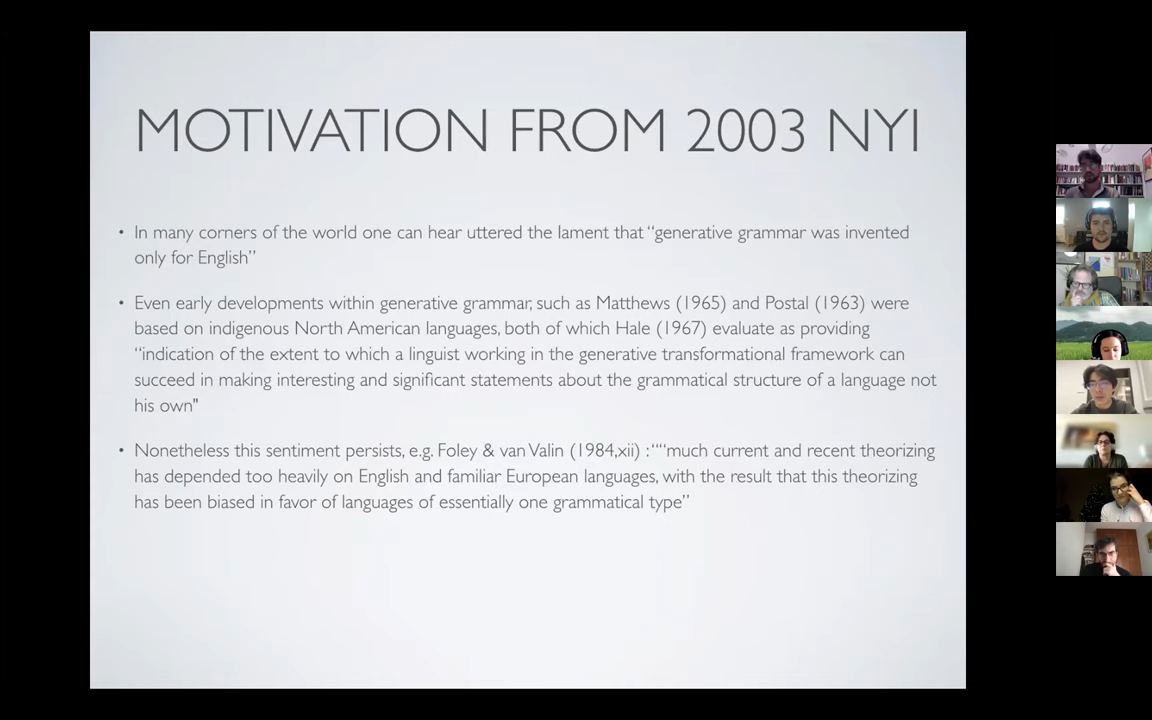 MOTIVATION FROM 2003 NYI
• In many corners of the world one can hear uttered the lament that “generative grammar was invented
only for English”
• Even early developments within generative grammar, such as Matthews (1965) and Postal (1963) were
based on indigenous North American languages, both of which Hale (1967) evaluate as providing
“indication of the extent to which a linguist working in the generative transformational framework can
succeed in making interesting and significant statements about the grammatical structure of a language not
his own"
• Nonetheless this sentiment persists, e.g. Foley & van Valin (1984,xii) :““much current and recent theorizing
has depended too heavily on English and familiar European languages, with the result that this theorizing
has been biased in favor of languages of essentially one grammatical type”